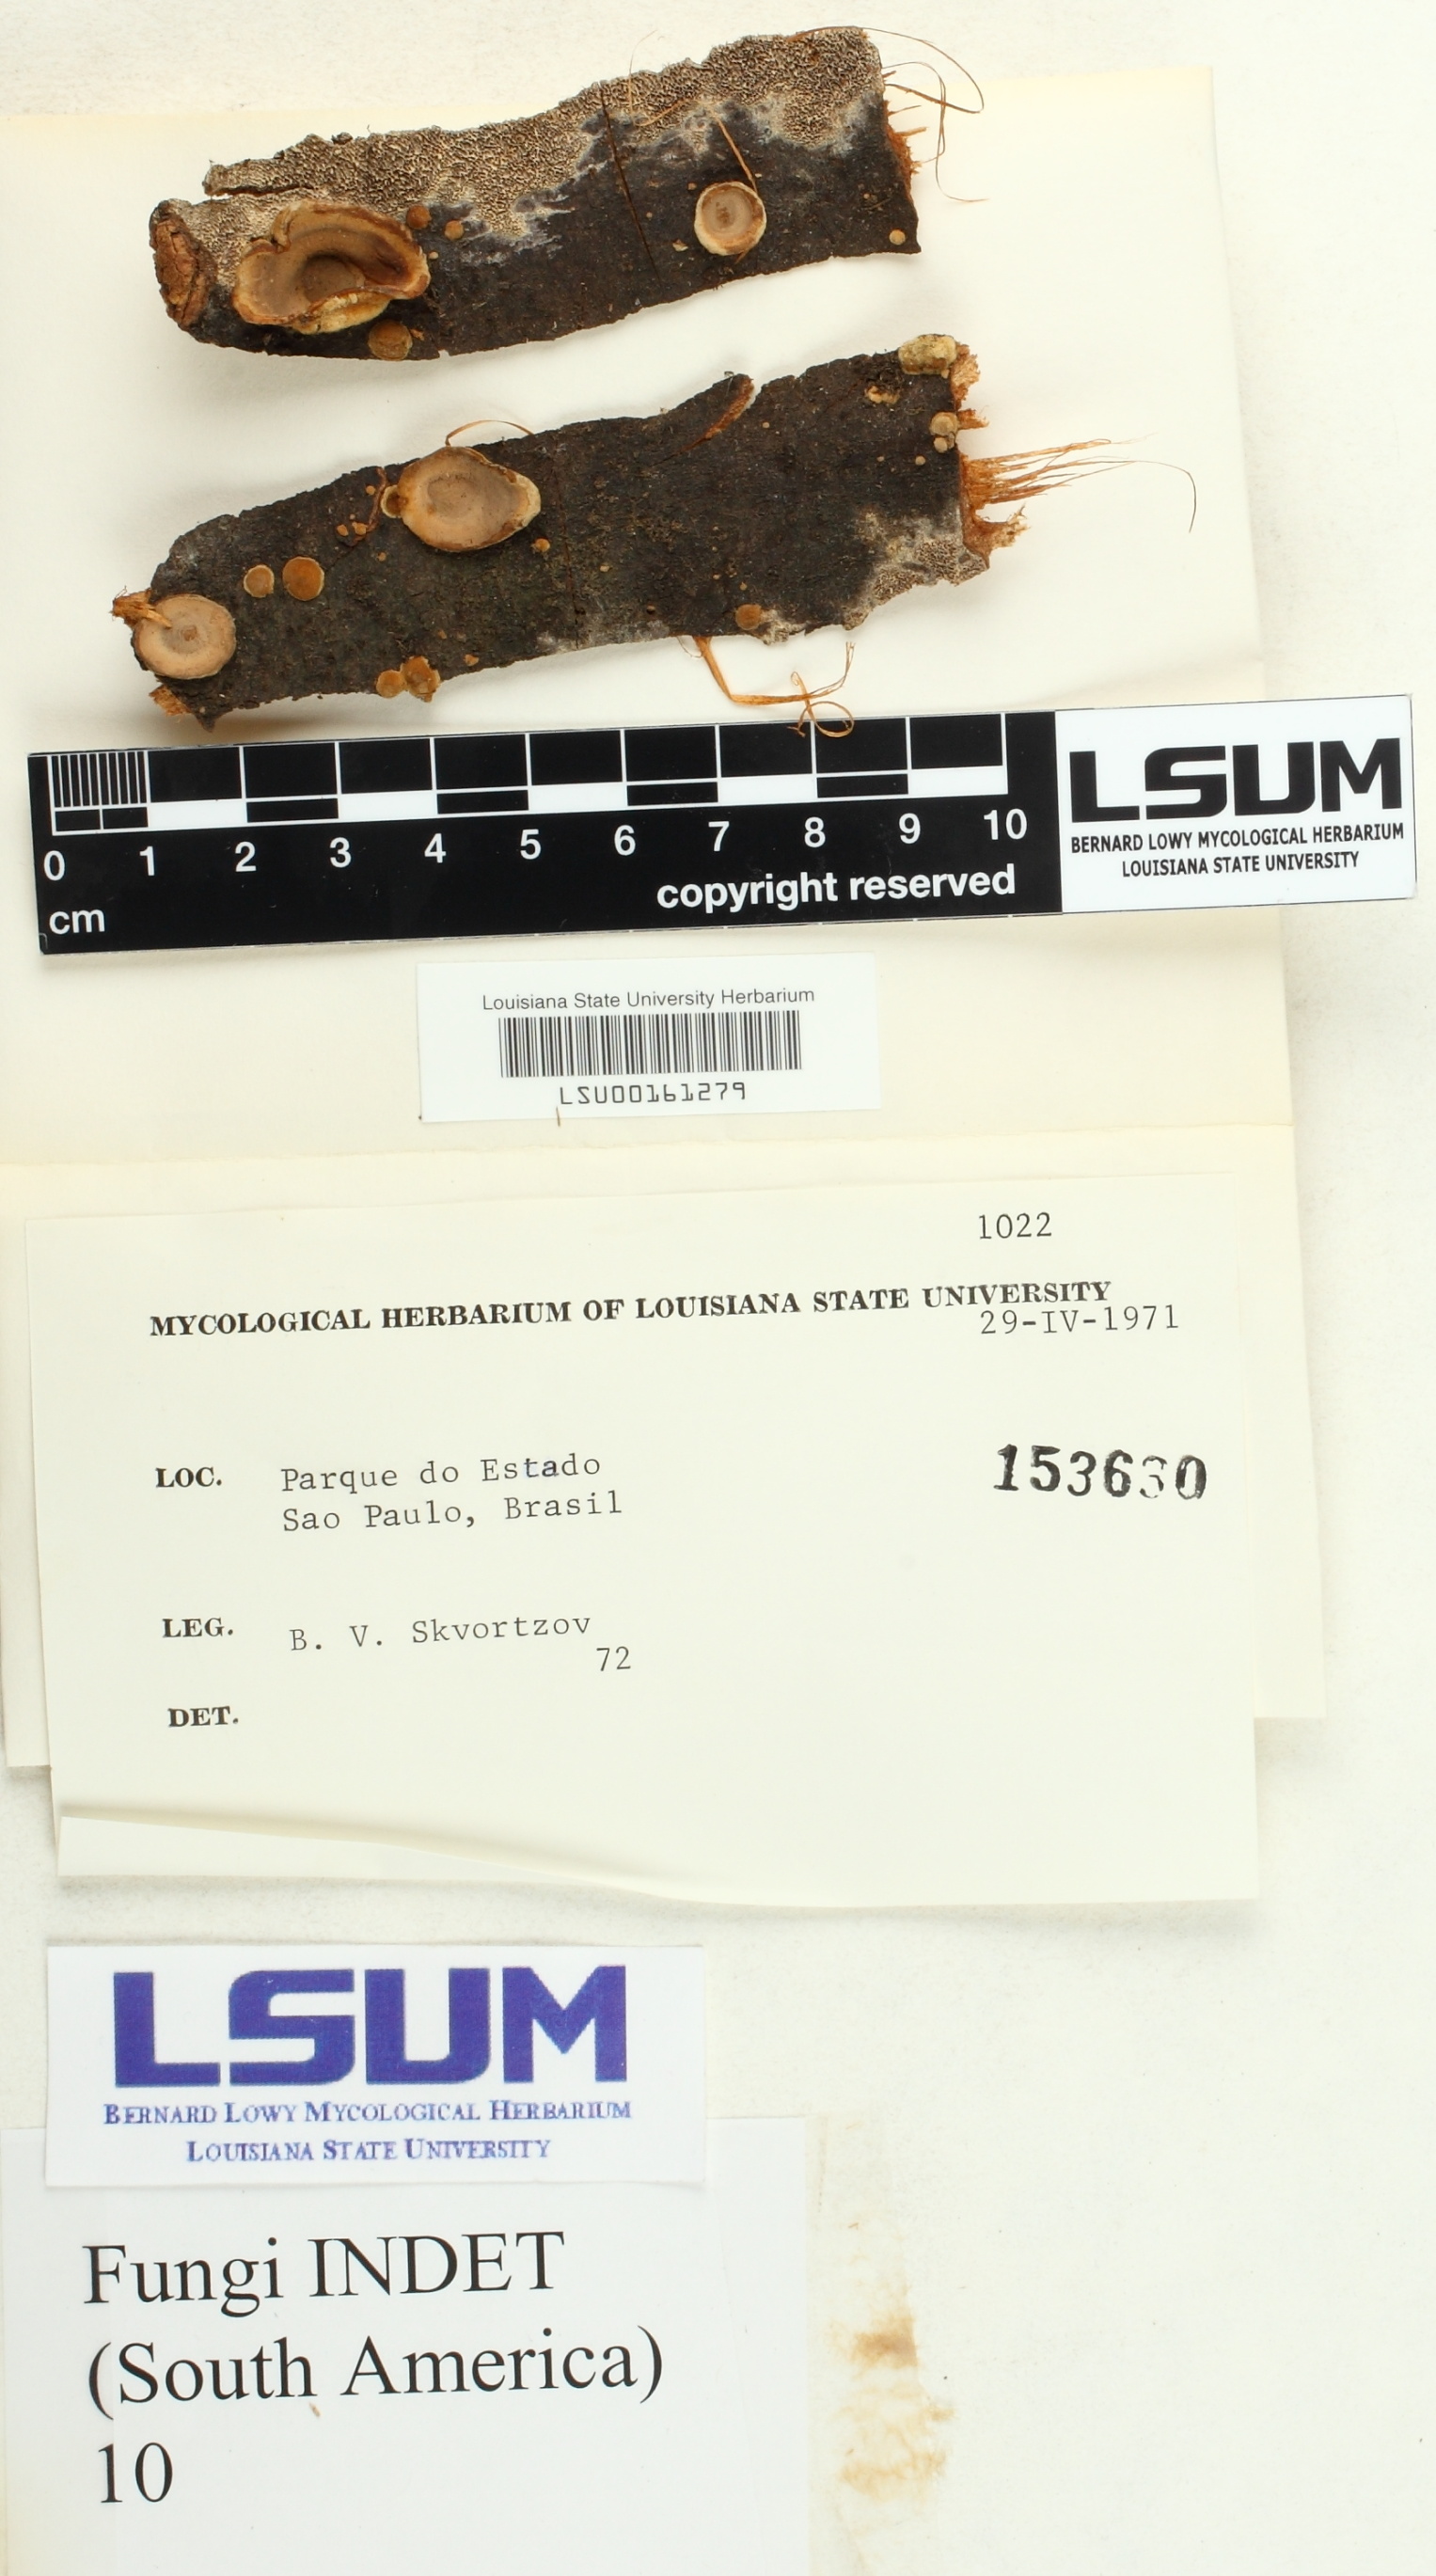 0 1 2 3 4 5 6 7 8 9 10
cm
copyright reserved
LSUM
BERNARD LOWY MYCOLOGICAL HERBARIUM
LOUISIANA STATE UNIVERSITY
Louisiana State University Herbarium
LSU00161279
1022
MYCOLOGICAL HERBARIUM OF LOUISIANA STATE UNIVERSITY
29-IV-1971
LOC. Parque do Estado
153630
Sao Paulo, Brasil
LEG. B. V. Skvortzov
72
DET.
LSUM
BERNARD LOWY MYCOLOGICAL HERBARIUM
LOUISIANA STATE UNIVERSITY
Fungi INDET
(South America)
10